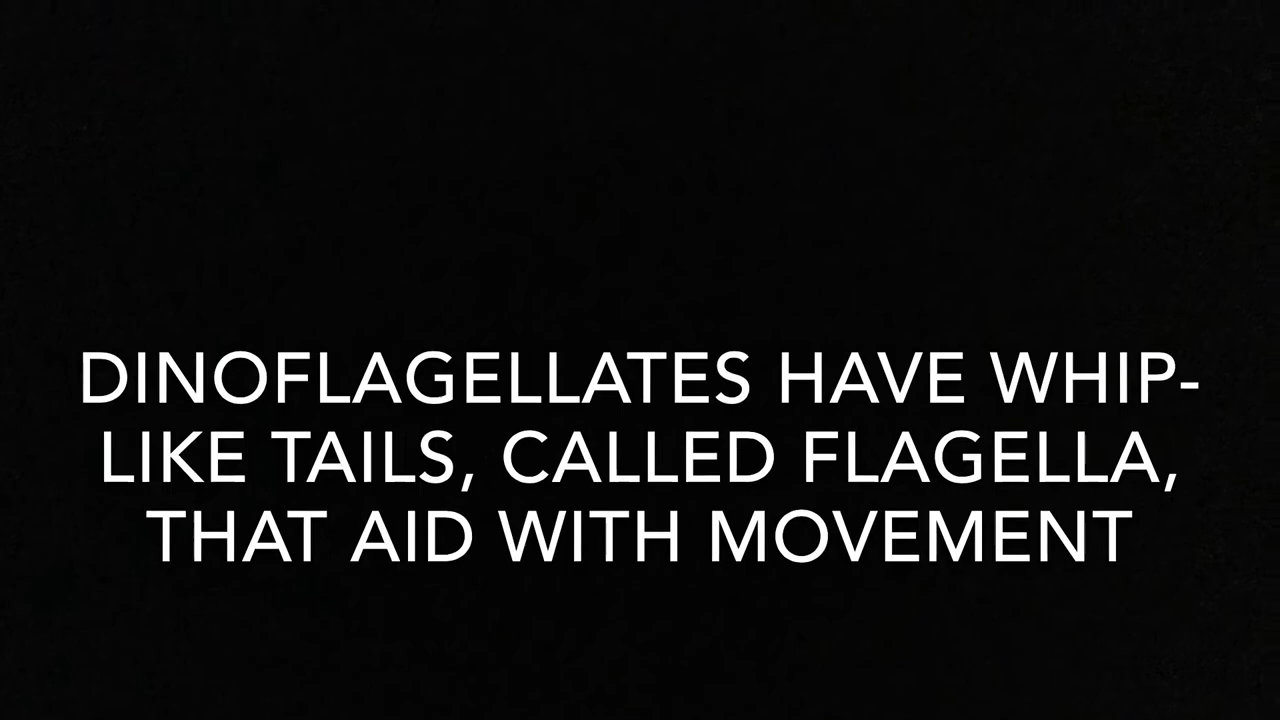 DINOFLAGELLATES HAVE WHIP-
LIKE TAILS, CALLED FLAGELLA,
THAT AID WITH MOVEMENT